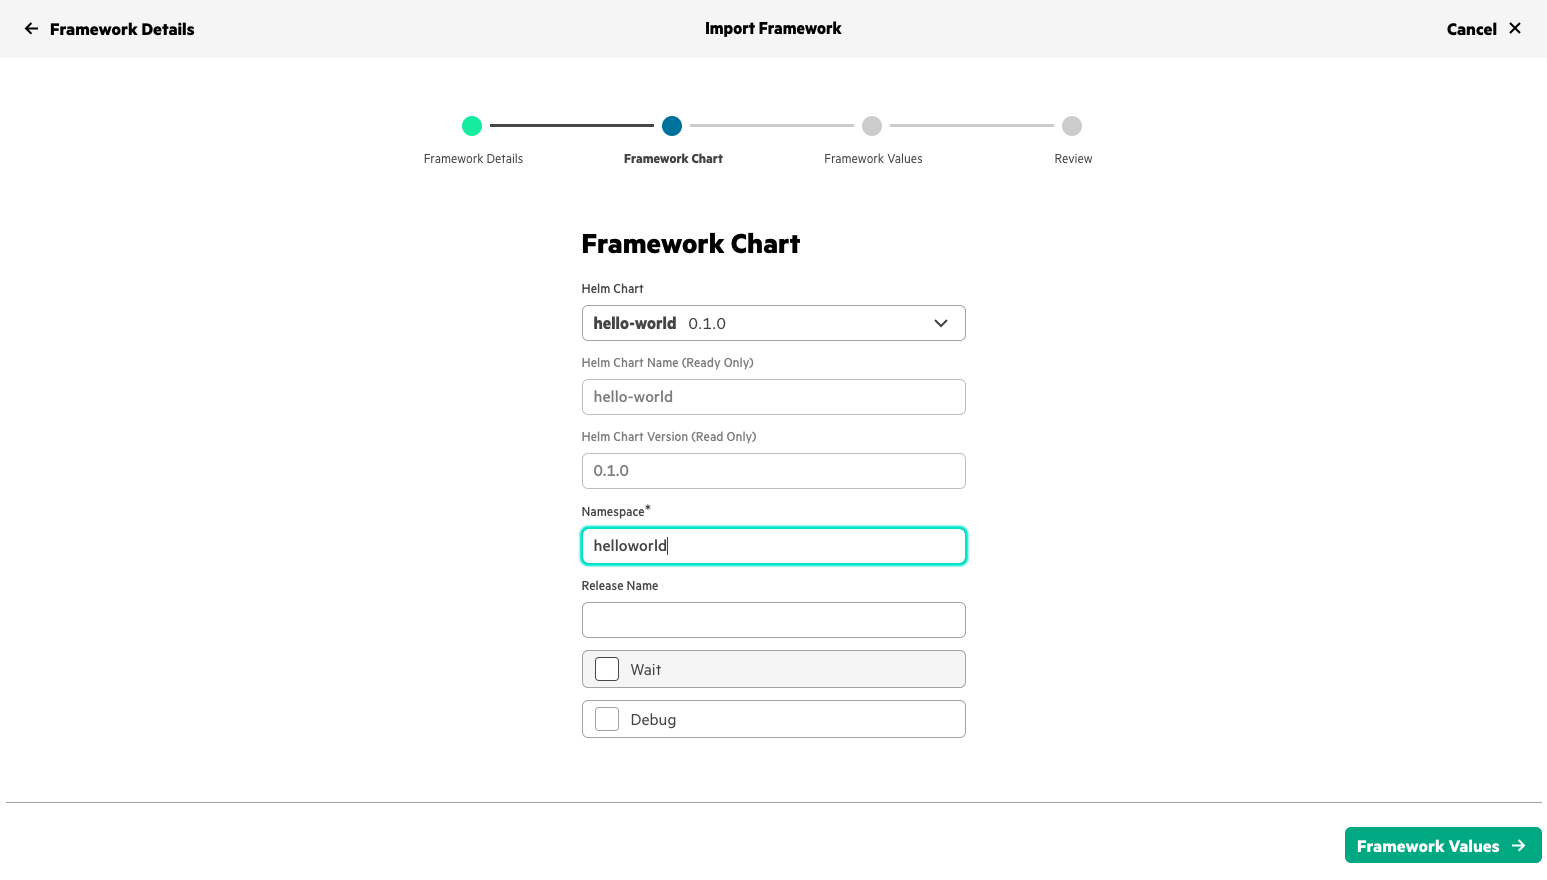 Framework Details
Import Framework
Cancel
Framework Details
Framework Chart
Framework Values
Review
Framework Chart
Helm Chart
hello-world 0.1.0
Helm Chart Name (Ready Only)
hello-world
Helm Chart Version (Read Only)
0.1.0
Namespace*
helloworld
Release Name
Wait
Debug
Framework Values